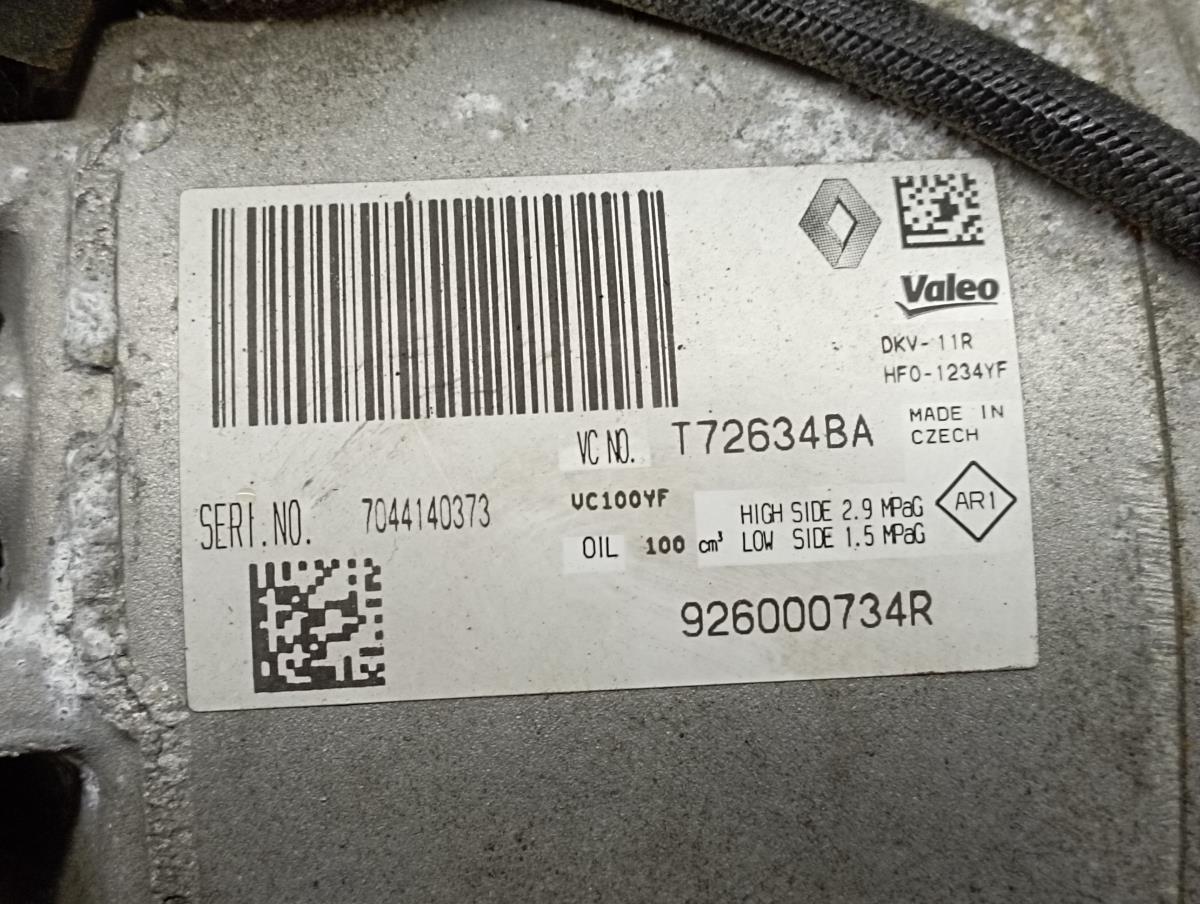 Valeo
DKV-11R
HFO-1234YF
MADE IN
CZECH
VC NO. T72634BA
SERI.NO. 7044140373
VC100YF
HIGH SIDE 2.9 MPaG
OIL 100 cm³ LOW SIDE 1.5 MPaG
AR1
926000734R